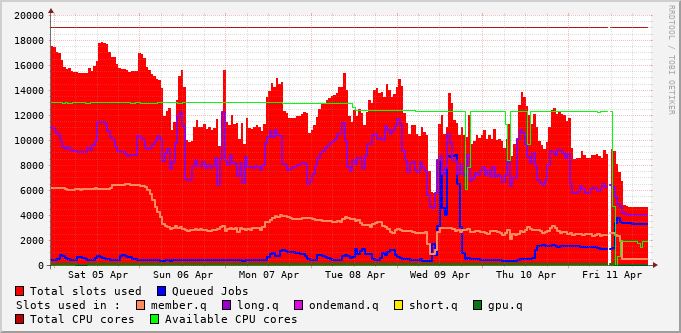 RRDTOOL / TOBI OETIKER
20000
18000
16000
14000
12000
10000
8000
6000
4000
2000
0
Sat 05 Apr Sun 06 Apr Mon 07 Apr Tue 08 Apr Wed 09 Apr Thu 10 Apr Fri 11 Apr
Total slots used Queued Jobs
Slots used in : member.q long.q ondemand.q short.q gpu.q
Total CPU cores Available CPU cores